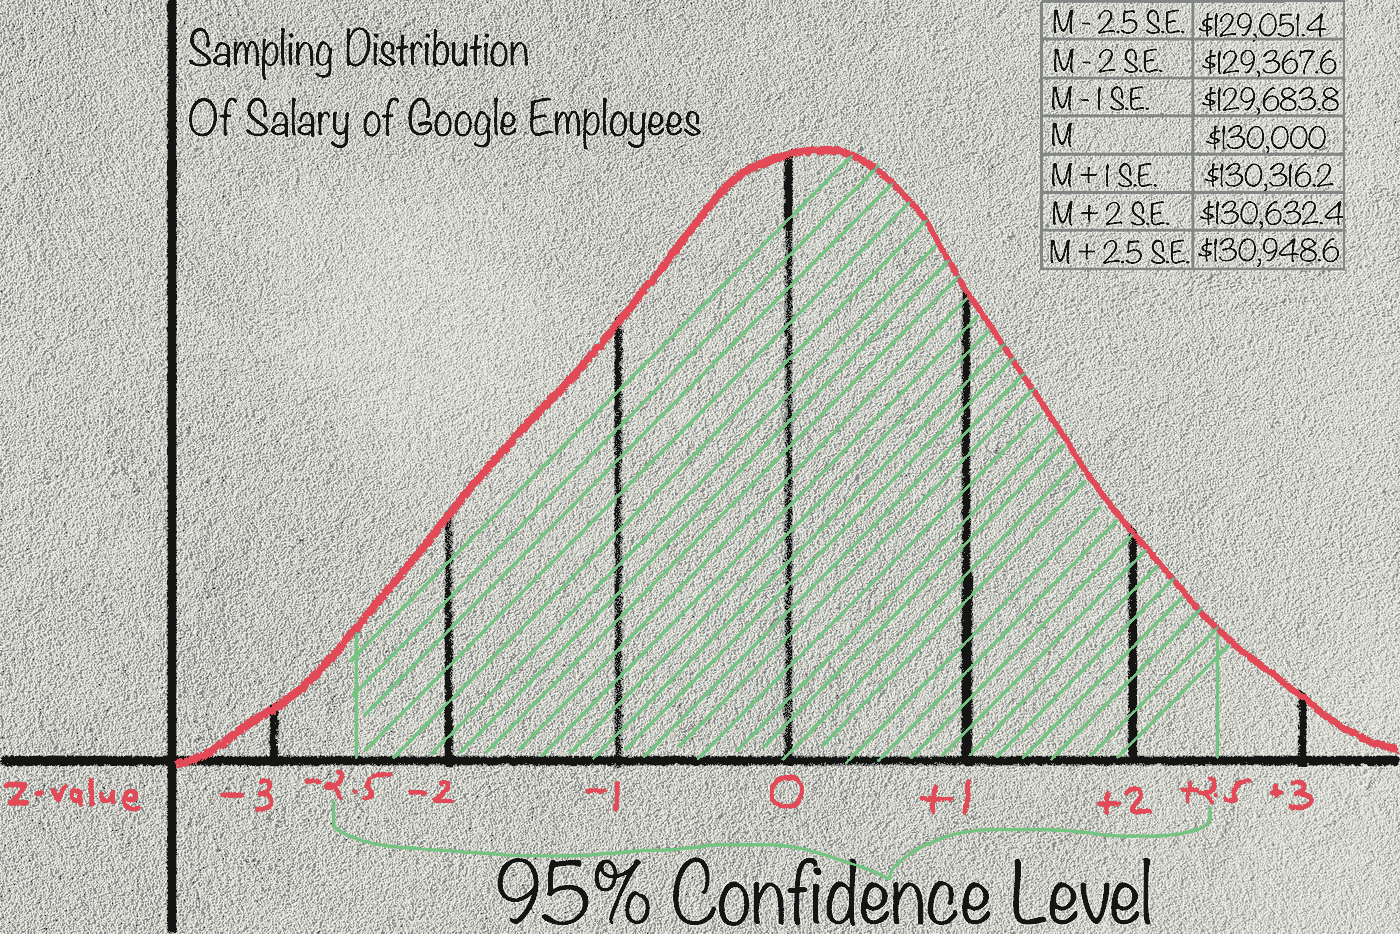 Sampling Distribution
Of Salary of Google Employees
M - 2.5 S.E. $129,051.4
M - 2 S.E. $129,367.6
M - 1 S.E. $129,683.8
M $130,000
M + 1 S.E. $130,316.2
M + 2 S.E. $130,632.4
M + 2.5 S.E. $130,948.6
z-value -3 -2.5 -2 -1 0 +1 +2 +2.5 +3
95% Confidence Level